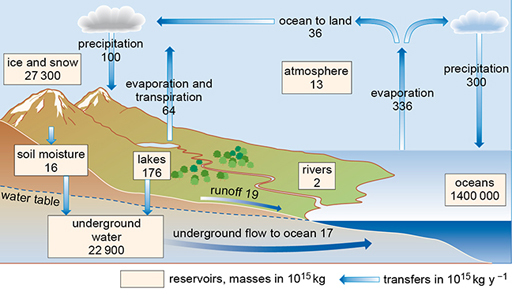 ocean to land
36
precipitation
100
ice and snow
27 300
atmosphere
13
precipitation
300
evaporation and
transpiration
64
evaporation
336
soil moisture
16
lakes
176
rivers
2
oceans
1400 000
runoff 19
water table
underground
water
22 900
underground flow to ocean 17
reservoirs, masses in 10¹⁵ kg
transfers in 10¹⁵ kg y⁻¹